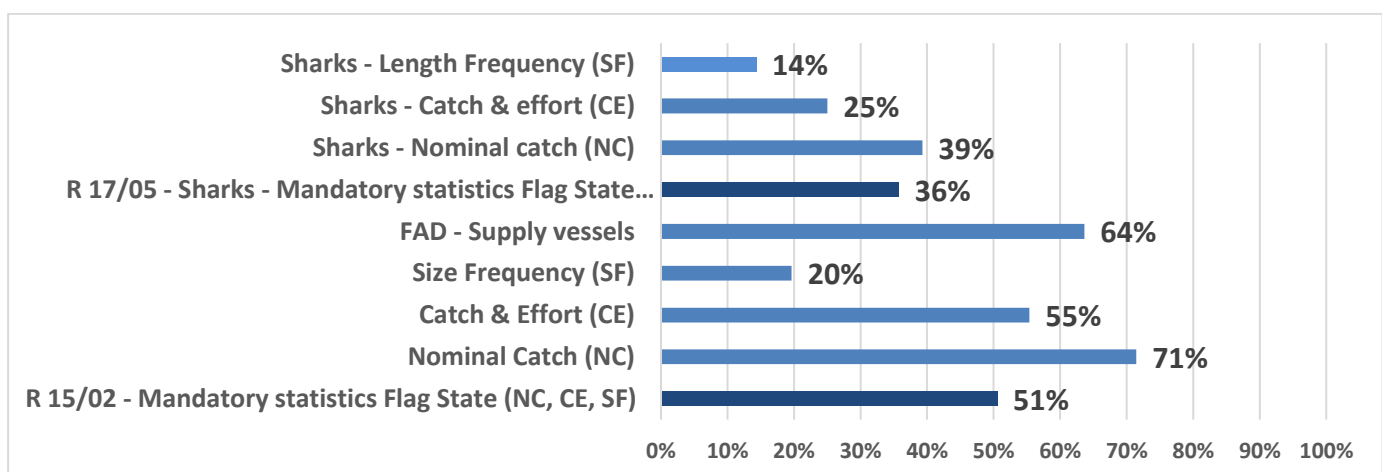 Sharks - Length Frequency (SF) 14%
Sharks - Catch & effort (CE) 25%
Sharks - Nominal catch (NC) 39%
R 17/05 - Sharks - Mandatory statistics Flag State... 36%
FAD - Supply vessels 64%
Size Frequency (SF) 20%
Catch & Effort (CE) 55%
Nominal Catch (NC) 71%
R 15/02 - Mandatory statistics Flag State (NC, CE, SF) 51%
0% 10% 20% 30% 40% 50% 60% 70% 80% 90% 100%